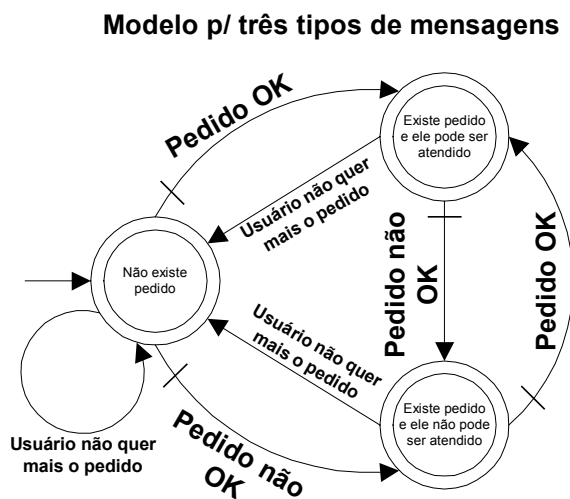 Modelo p/ três tipos de mensagens
Pedido OK
Existe pedido
e ele pode ser
atendido
Usuário não quer
mais o pedido
Pedido não
OK
Pedido OK
Não existe
pedido
Usuário não quer
mais o pedido
Existe pedido
e ele não pode
ser atendido
Usuário não quer
mais o pedido
Pedido não
OK